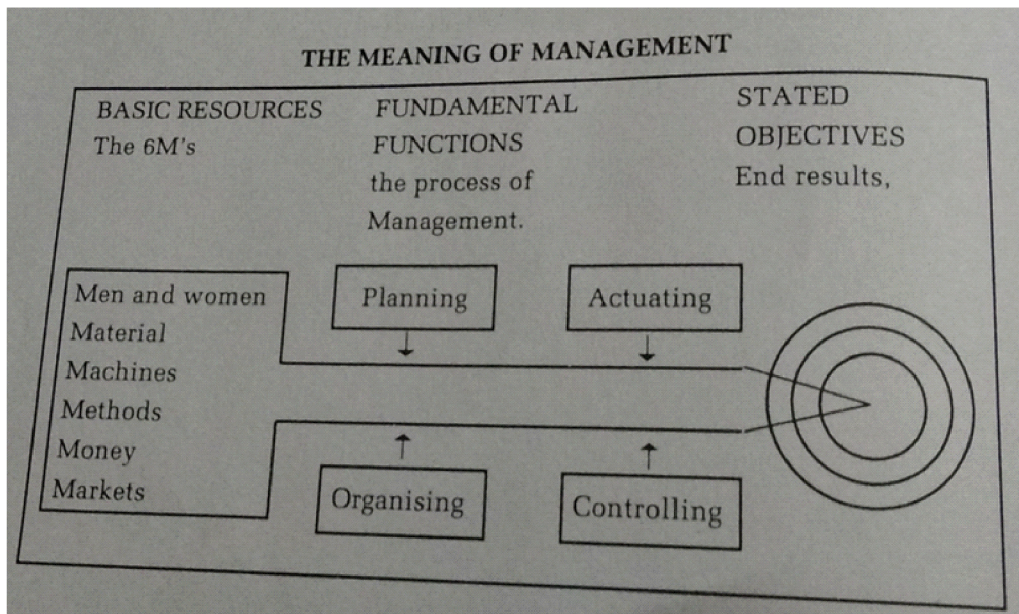 THE MEANING OF MANAGEMENT
BASIC RESOURCES
The 6M's
FUNDAMENTAL
FUNCTIONS
the process of
Management.
STATED
OBJECTIVES
End results,
Men and women
Material
Machines
Methods
Money
Markets
Planning
Actuating
Organising
Controlling